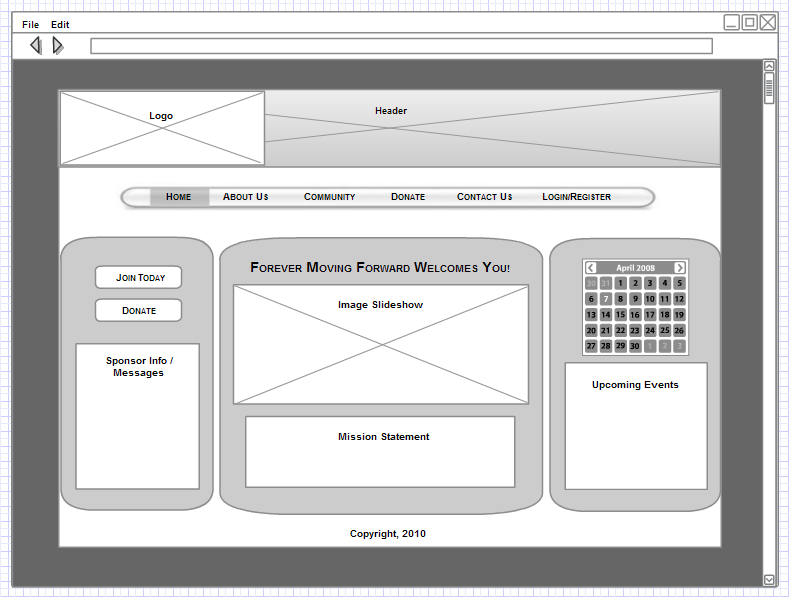 File Edit
Logo
Header
HOME ABOUT US COMMUNITY DONATE CONTACT US LOGIN/REGISTER
JOIN TODAY
DONATE
Sponsor Info /
Messages
FOREVER MOVING FORWARD WELCOMES YOU!
Image Slideshow
Mission Statement
April 2008
30 31 1 2 3 4 5
6 7 8 9 10 11 12
13 14 15 16 17 18 19
20 21 22 23 24 25 26
27 28 29 30 1 2 3
Upcoming Events
Copyright, 2010